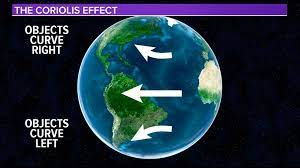 THE CORIOLIS EFFECT
OBJECTS
CURVE
RIGHT
OBJECTS
CURVE
LEFT